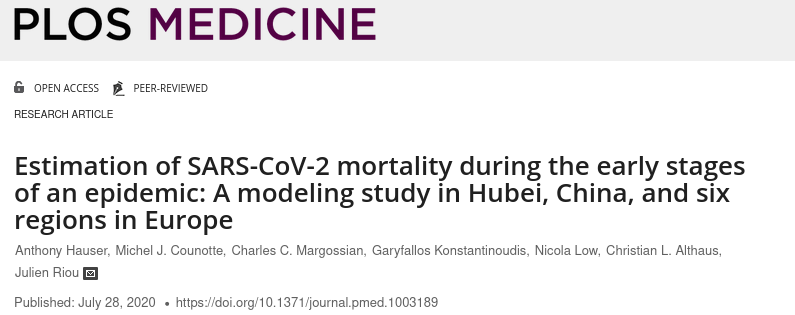 PLOS MEDICINE
OPEN ACCESS PEER-REVIEWED
RESEARCH ARTICLE
Estimation of SARS-CoV-2 mortality during the early stages
of an epidemic: A modeling study in Hubei, China, and six
regions in Europe
Anthony Hauser, Michel J. Counotte, Charles C. Margossian, Garyfallos Konstantinoudis, Nicola Low, Christian L. Althaus,
Julien Riou
Published: July 28, 2020 • https://doi.org/10.1371/journal.pmed.1003189